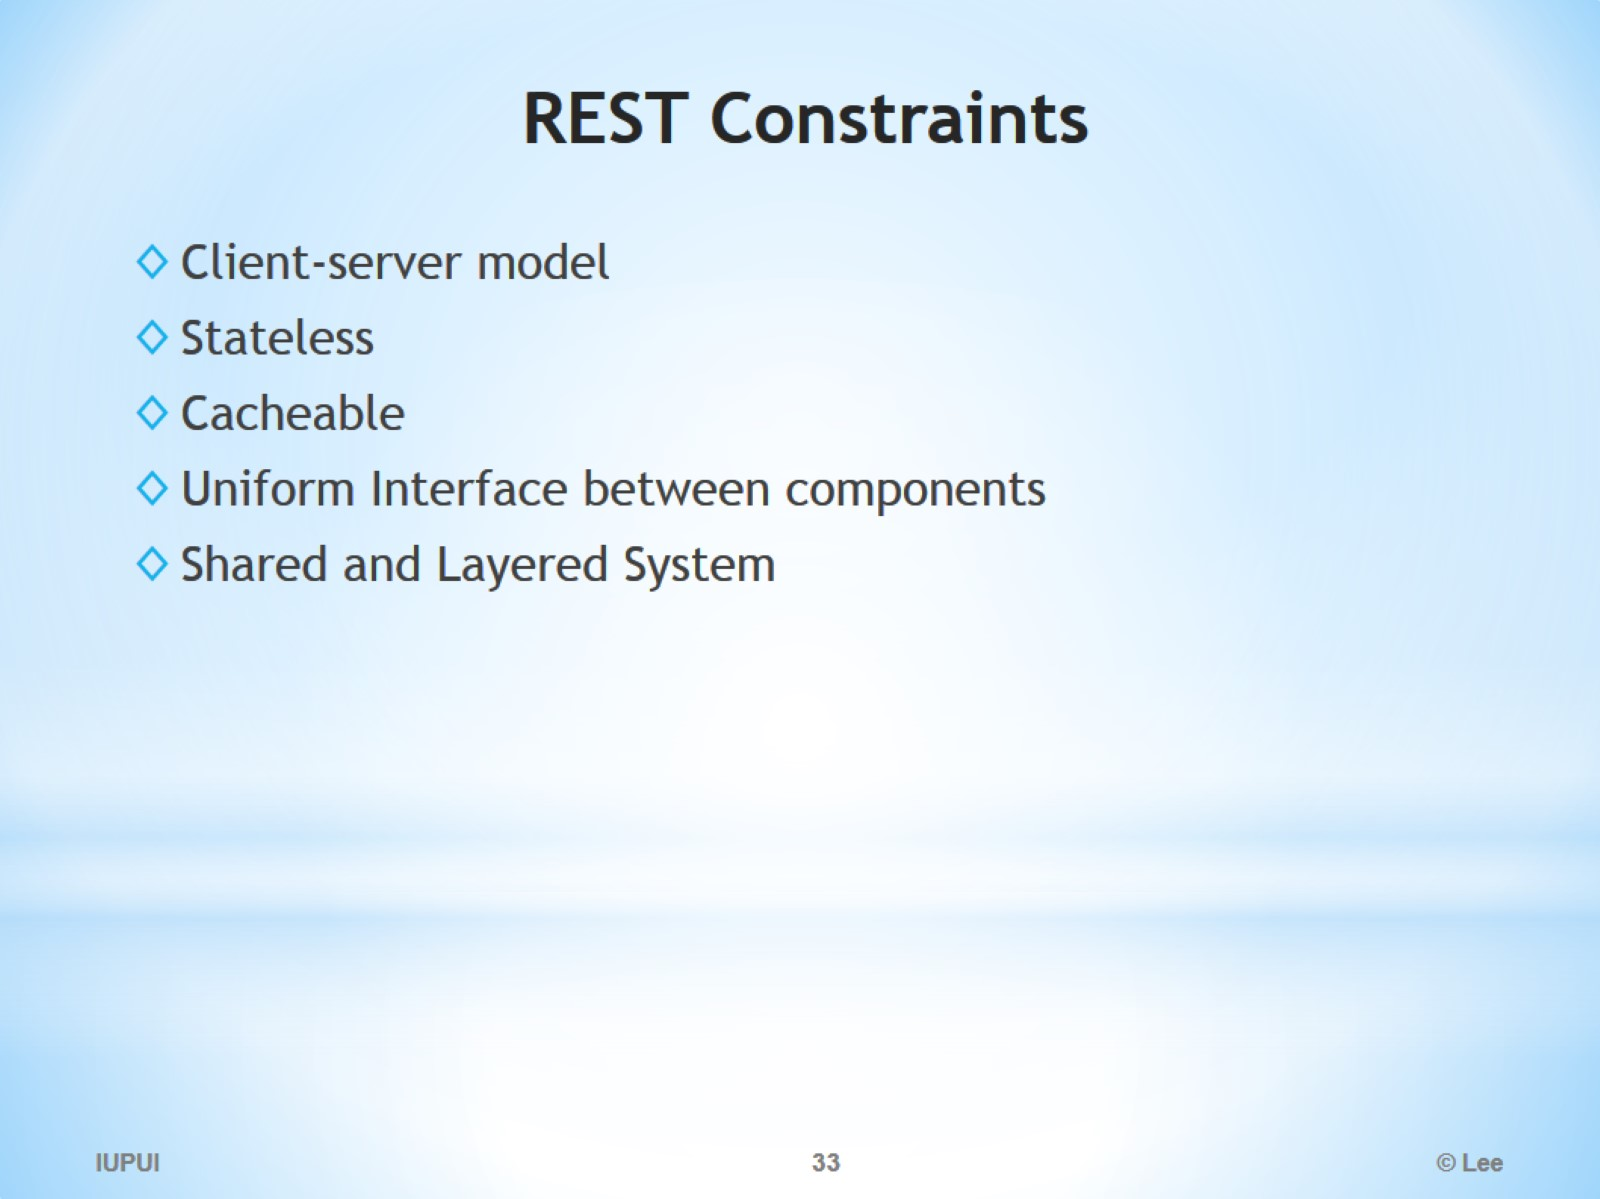 REST Constraints
◇ Client-server model
◇ Stateless
◇ Cacheable
◇ Uniform Interface between components
◇ Shared and Layered System
IUPUI 33 © Lee